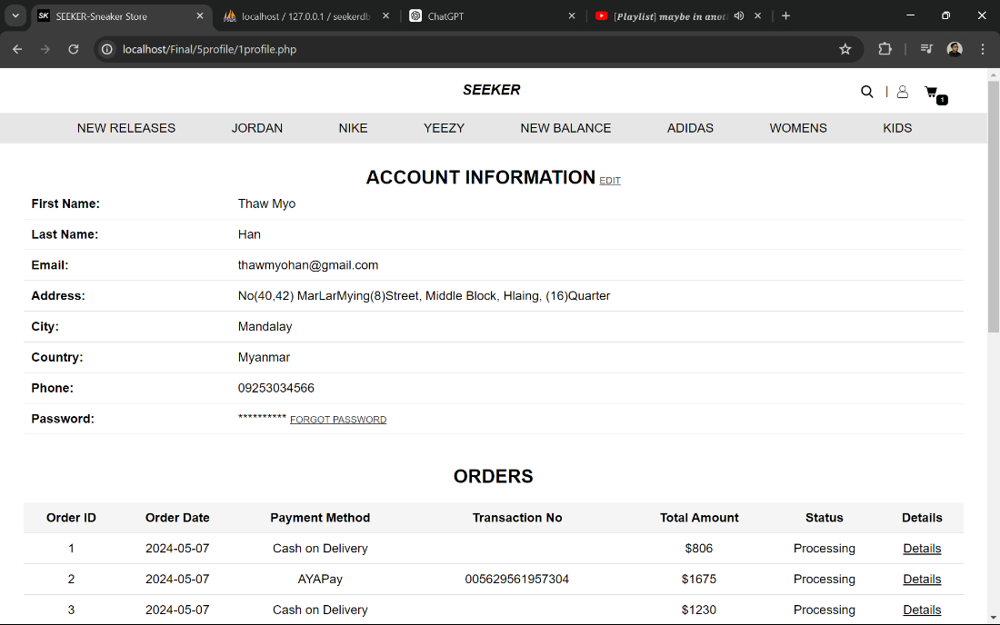 SK SEEKER-Sneaker Store
localhost / 127.0.0.1 / seekerdb
ChatGPT
[Playlist] maybe in anot
localhost/Final/5profile/1profile.php
SEEKER
1
NEW RELEASES JORDAN NIKE YEEZY NEW BALANCE ADIDAS WOMENS KIDS
ACCOUNT INFORMATION EDIT
First Name: Thaw Myo
Last Name: Han
Email: thawmyohan@gmail.com
Address: No(40,42) MarLarMying(8)Street, Middle Block, Hlaing, (16)Quarter
City: Mandalay
Country: Myanmar
Phone: 09253034566
Password: ********** FORGOT PASSWORD
ORDERS
Order ID Order Date Payment Method Transaction No Total Amount Status Details
1 2024-05-07 Cash on Delivery $806 Processing Details
2 2024-05-07 AYAPay 005629561957304 $1675 Processing Details
3 2024-05-07 Cash on Delivery $1230 Processing Details